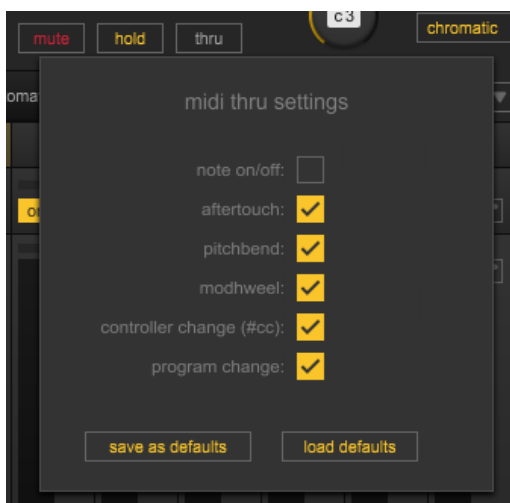 c3
mute hold thru chromatic
midi thru settings
note on/off:
aftertouch:
pitchbend:
modhweel:
controller change (#cc):
program change:
save as defaults load defaults